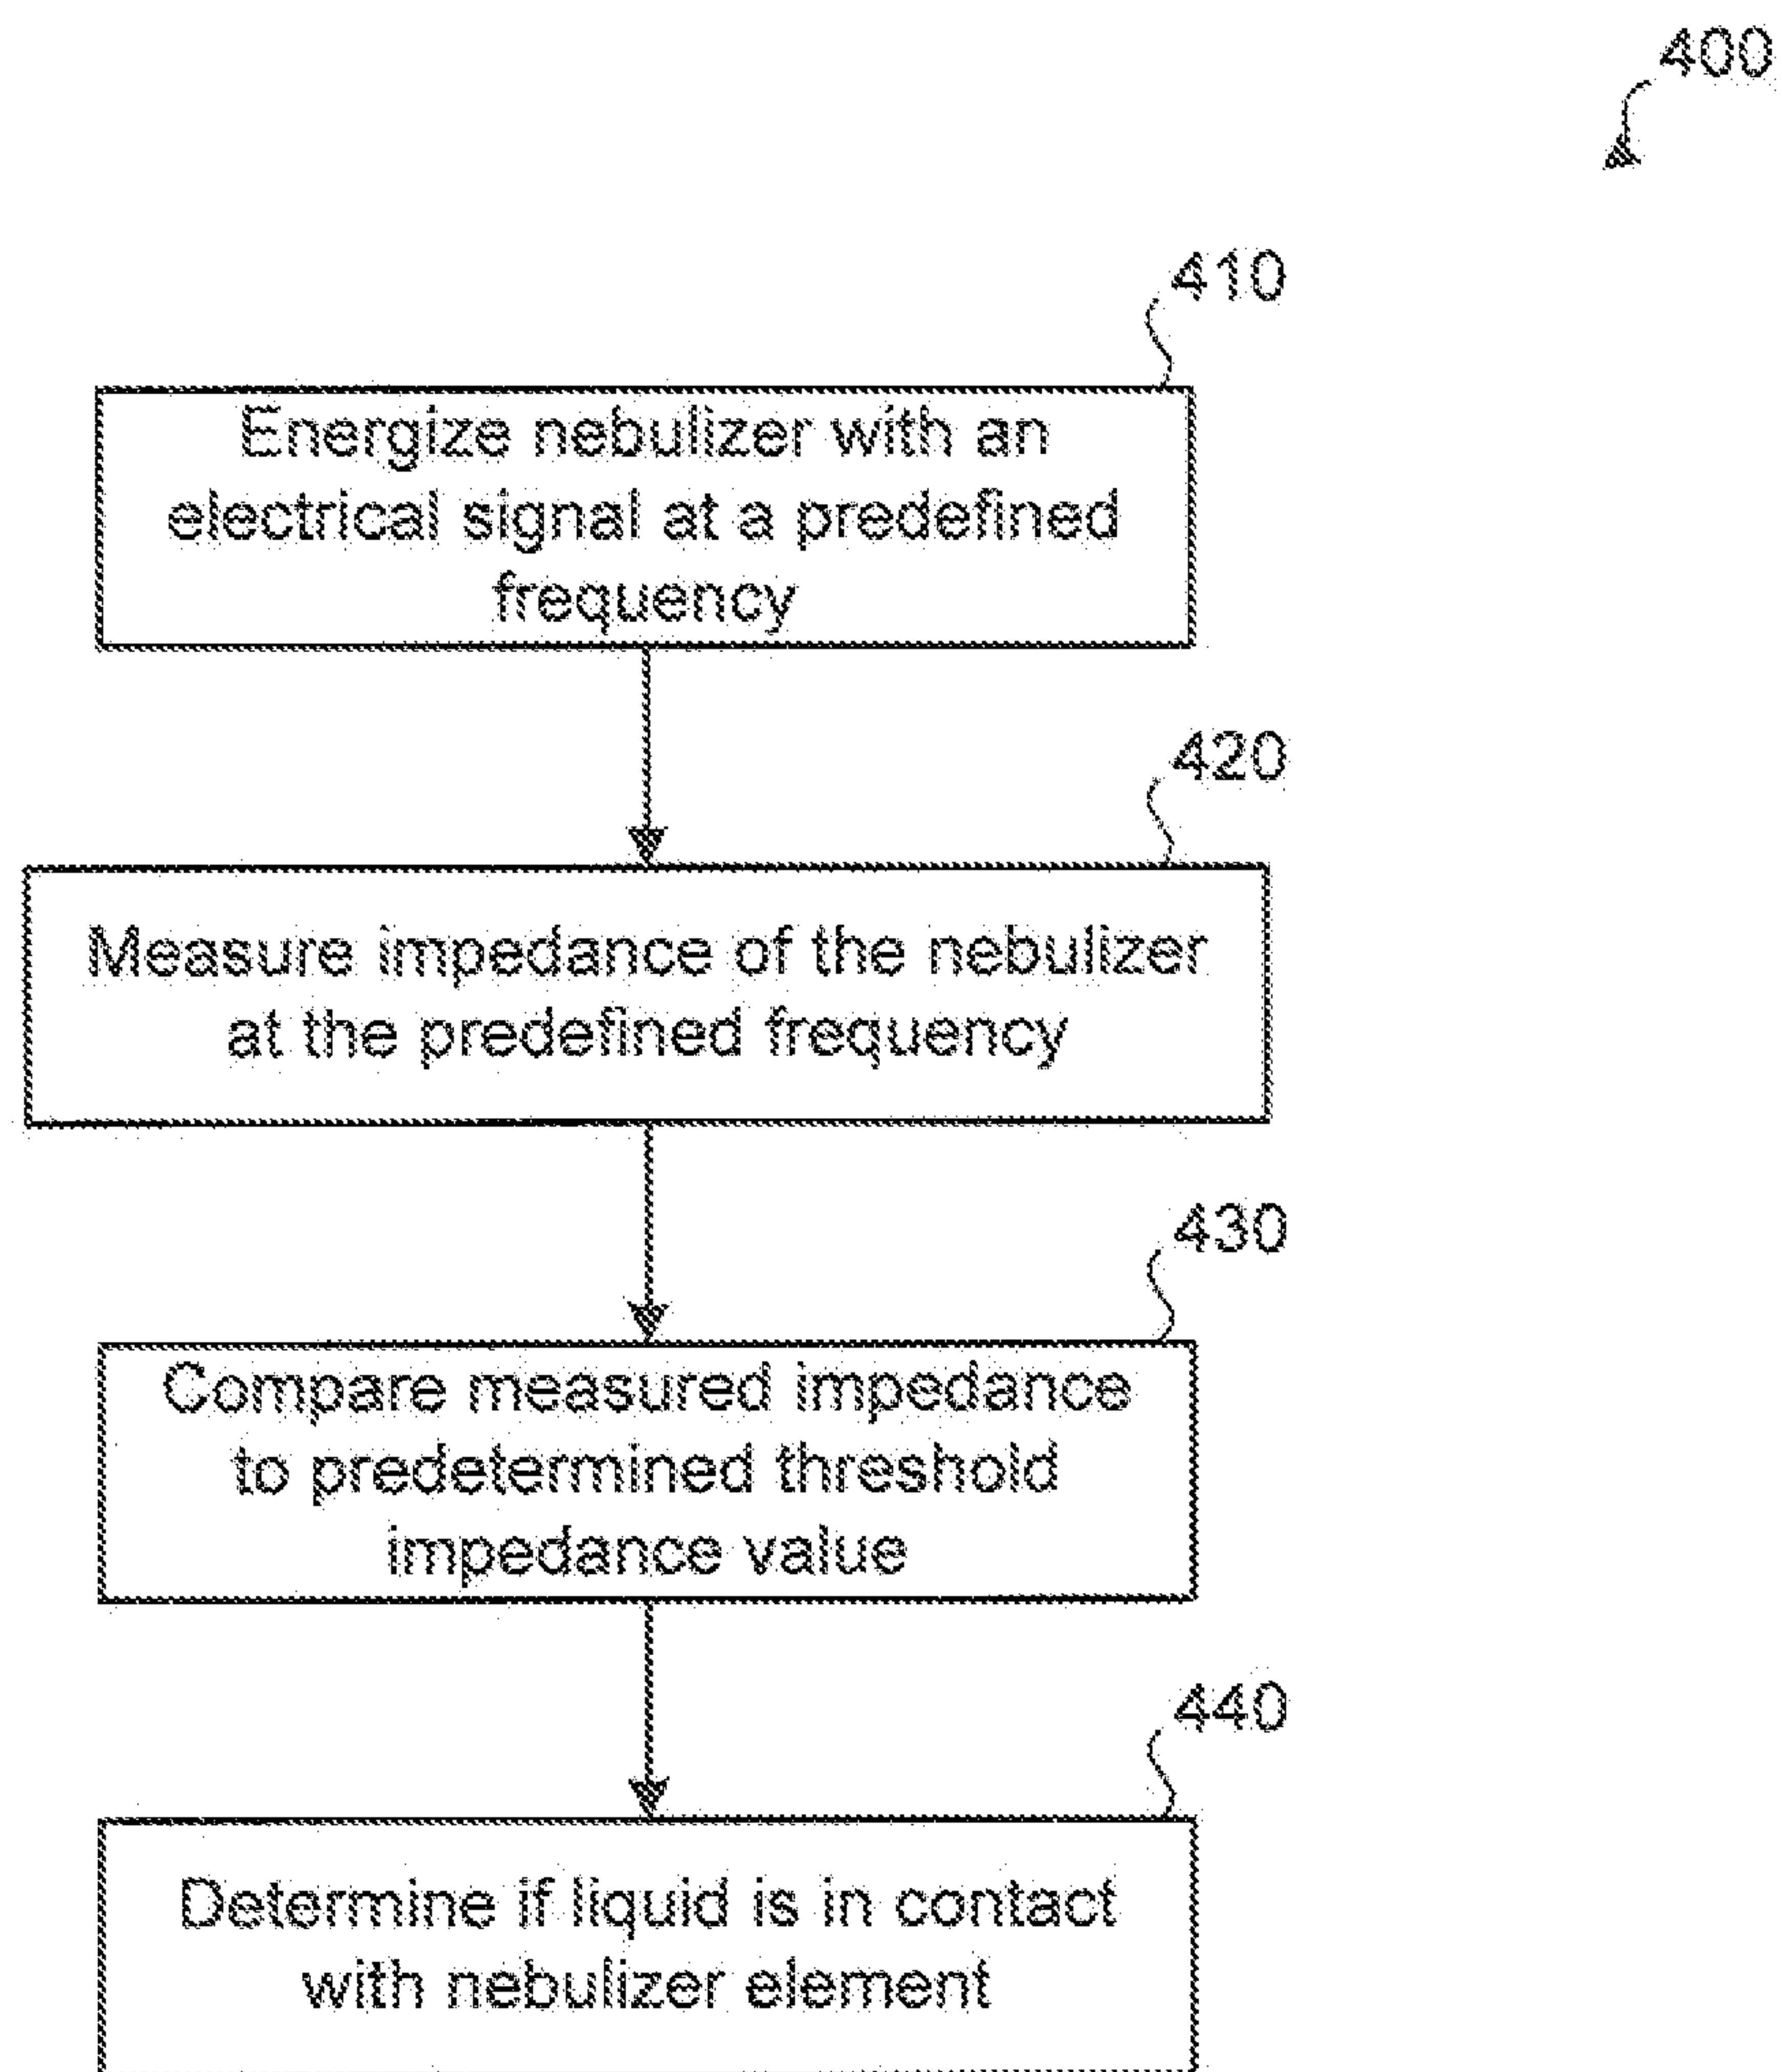 400
410
Energize nebulizer with an
electrical signal at a predefined
frequency
420
Measure impedance of the nebulizer
at the predefined frequency
430
Compare measured impedance
to predetermined threshold
impedance value
440
Determine if liquid is in contact
with nebulizer element